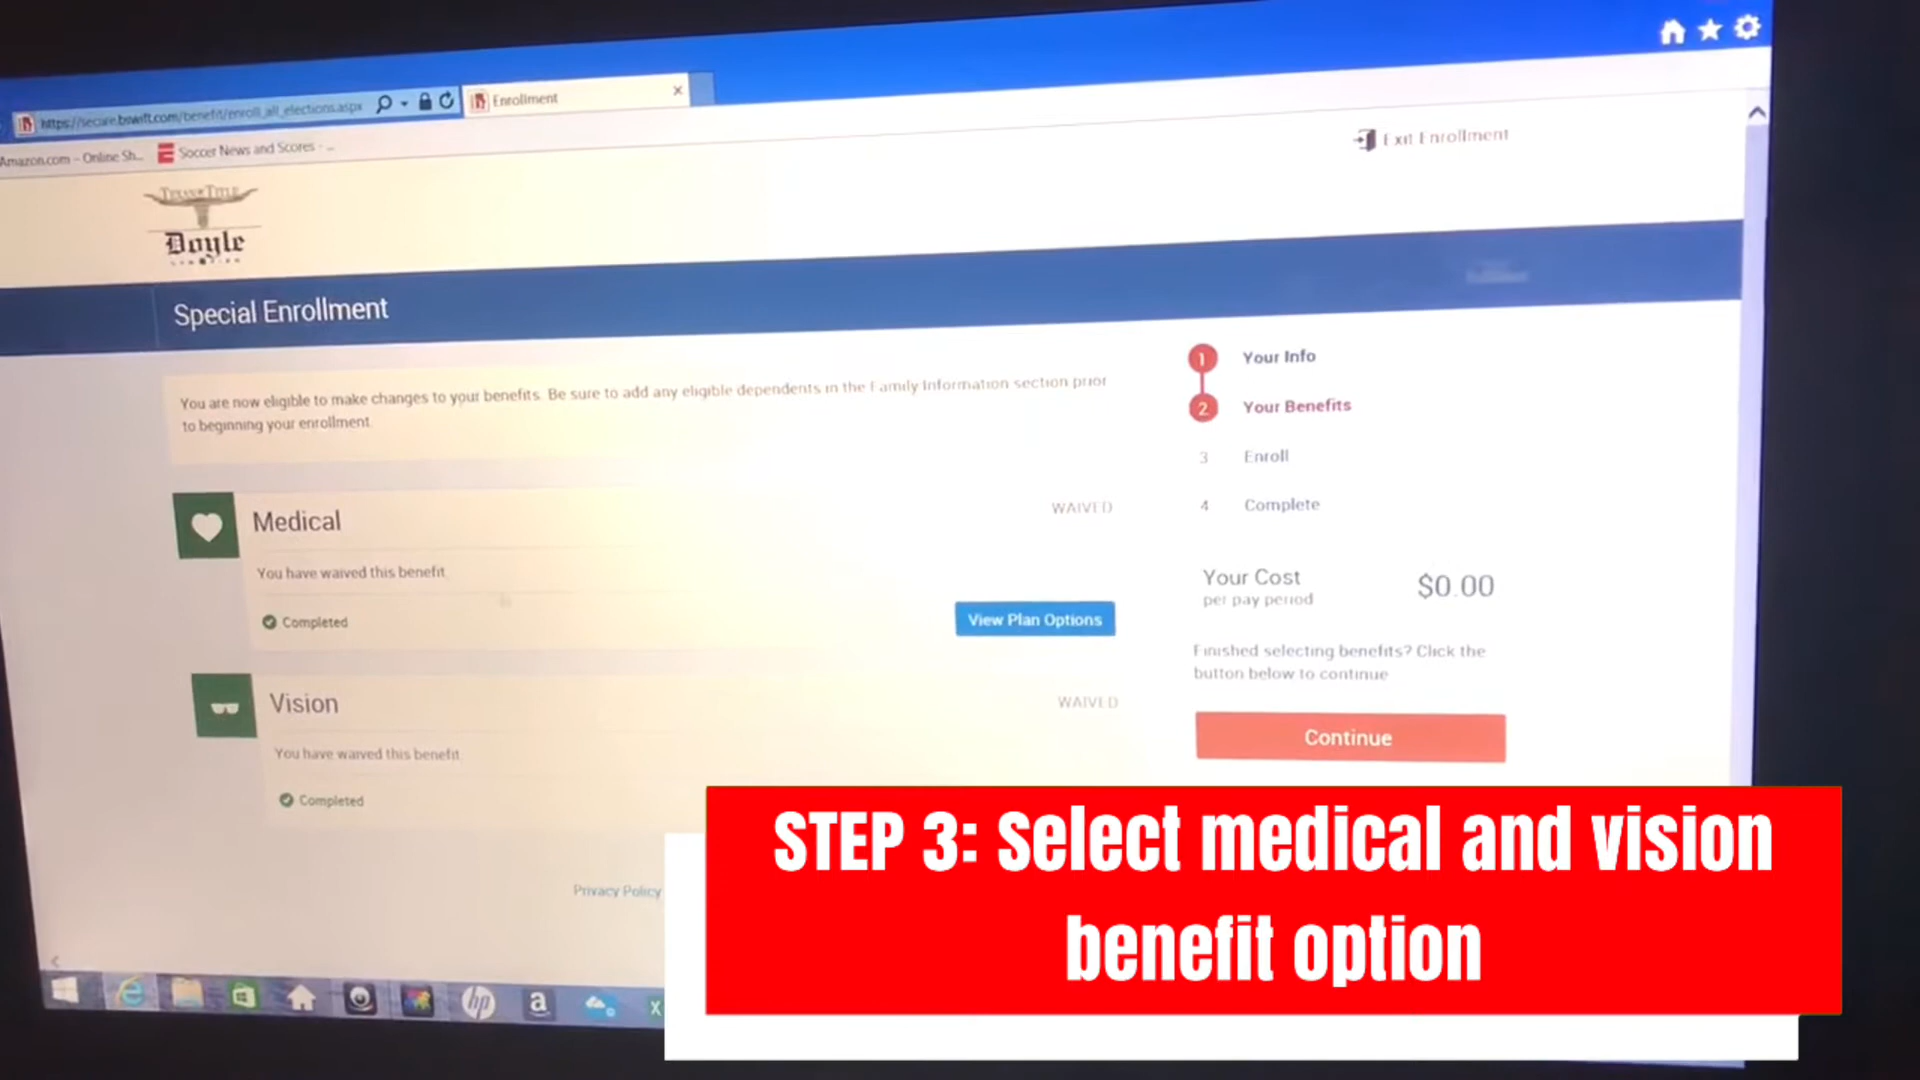 https://secure.bswift.com/benefit/enroll_all_elections.aspx
Enrollment
Amazon.com – Online Sh...
Soccer News and Scores - ...
Exit Enrollment
Texas Title
Doyle
Special Enrollment
You are now eligible to make changes to your benefits. Be sure to add any eligible dependents in the Family Information section prior
to beginning your enrollment.
1 Your Info
2 Your Benefits
3 Enroll
4 Complete
Medical
WAIVED
You have waived this benefit.
Completed
View Plan Options
Your Cost
per pay period
$0.00
Finished selecting benefits? Click the
button below to continue
Continue
Vision
WAIVED
You have waived this benefit.
Completed
Privacy Policy
hp
a
STEP 3: Select medical and vision
benefit option